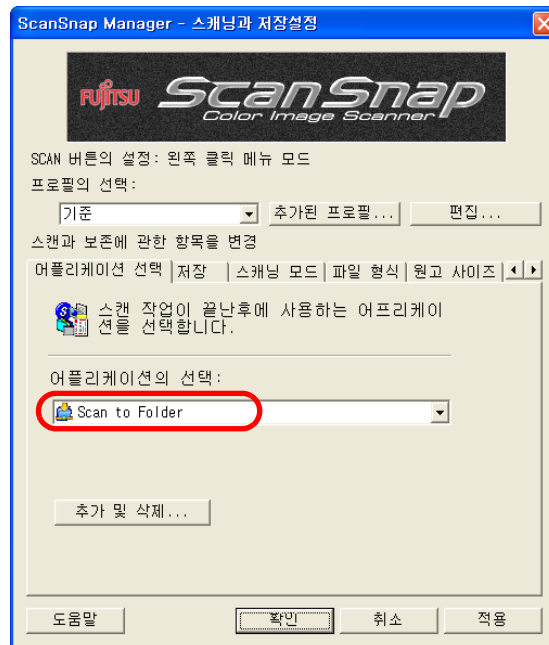 ScanSnap Manager - 스캐닝과 저장설정
FUJITSU ScanSnap
Color Image Scanner
SCAN 버튼의 설정: 왼쪽 클릭 메뉴 모드
프로필의 선택:
기준 추가된 프로필... 편집...
스캔과 보존에 관한 항목을 변경
어플리케이션 선택 저장 스캐닝 모드 파일 형식 원고 사이즈
스캔 작업이 끝난후에 사용하는 어프리케이
션을 선택합니다.
어플리케이션의 선택:
Scan to Folder
추가 및 삭제...
도움말 확인 취소 적용